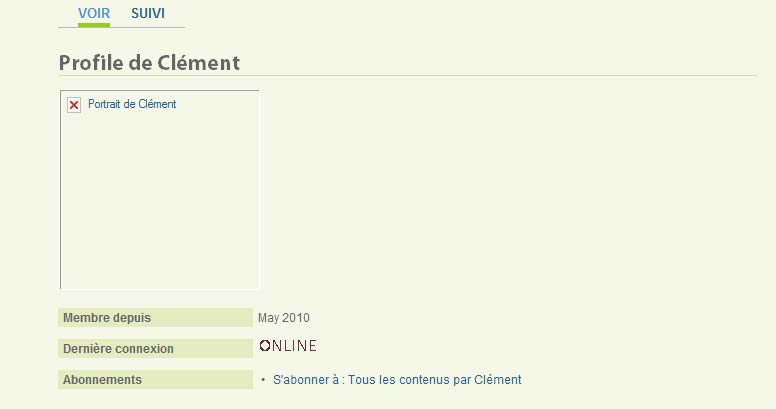 VOIR SUIVI
Profile de Clément
Portrait de Clément
Membre depuis May 2010
Dernière connexion ONLINE
Abonnements • S'abonner à : Tous les contenus par Clément